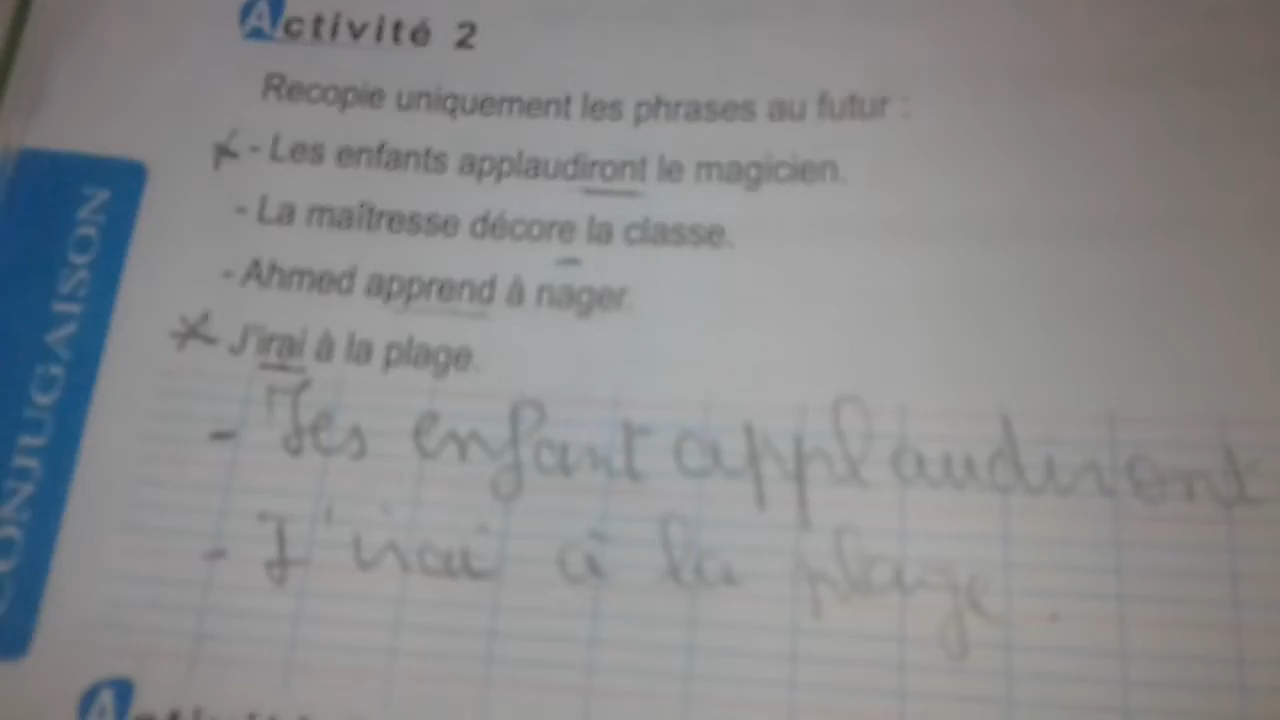 Activité 2
Recopie uniquement les phrases au futur :
- Les enfants applaudiront le magicien.
- La maîtresse décore la classe.
- Ahmed apprend à nager.
J'irai à la plage.
CONJUGAISON
- Les enfant applaudiront
- J'irai à la plage.